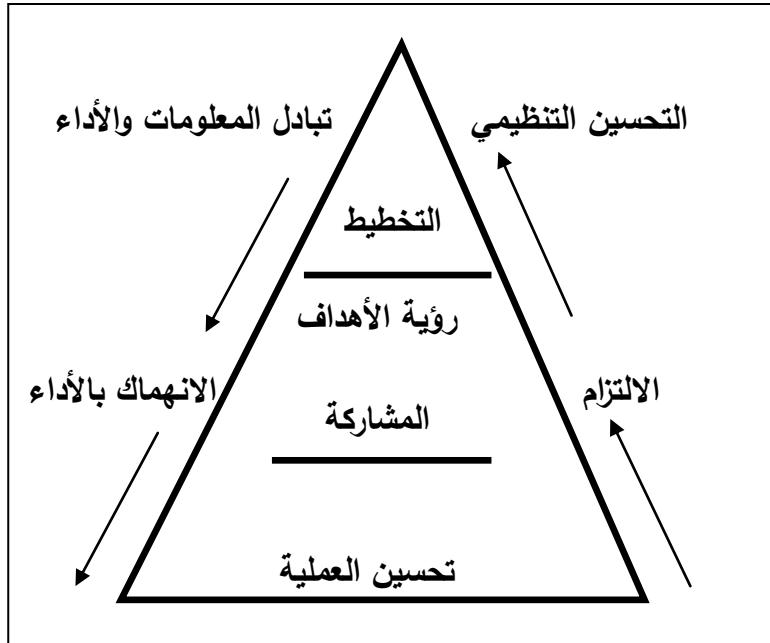 التحسين التنظيمي
تبادل المعلومات والأداء
التخطيط
رؤية الأهداف
الالتزام
الانهماك بالأداء
المشاركة
تحسين العملية